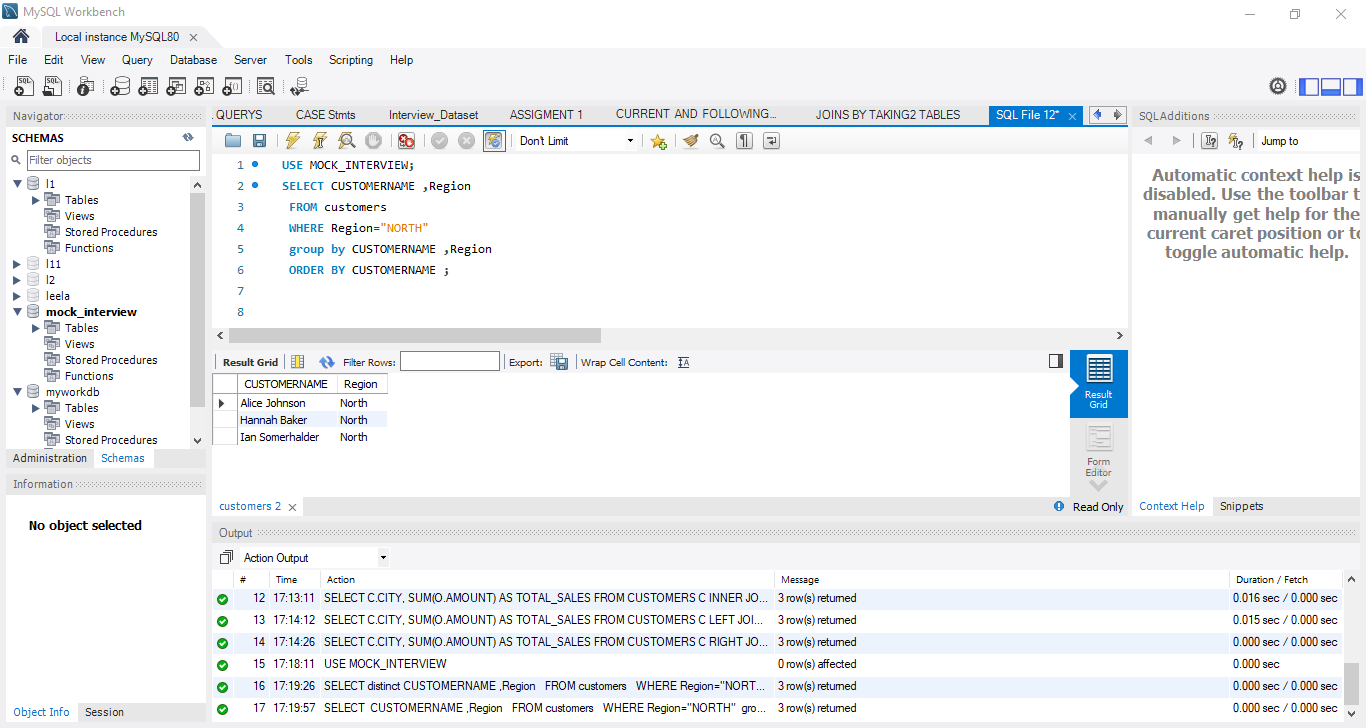 MySQL Workbench
Local instance MySQL80
File Edit View Query Database Server Tools Scripting Help
Navigator
SCHEMAS
Filter objects
l1
Tables
Views
Stored Procedures
Functions
l11
l2
leela
mock_interview
Tables
Views
Stored Procedures
Functions
myworkdb
Tables
Views
Stored Procedures
Administration Schemas
Information
No object selected
Object Info Session
QUERYS CASE Stmts Interview_Dataset ASSIGMENT 1 CURRENT AND FOLLOWING... JOINS BY TAKING2 TABLES SQL File 12*
Don't Limit
1 USE MOCK_INTERVIEW;
2 SELECT CUSTOMERNAME ,Region
3 FROM customers
4 WHERE Region="NORTH"
5 group by CUSTOMERNAME ,Region
6 ORDER BY CUSTOMERNAME ;
7
8
Result Grid Filter Rows: Export: Wrap Cell Content:
CUSTOMERNAME Region
Alice Johnson North
Hannah Baker North
Ian Somerhalder North
Result
Grid
Form
Editor
customers 2 Read Only
SQLAdditions
Jump to
Automatic context help is
disabled. Use the toolbar t
manually get help for the
current caret position or to
toggle automatic help.
Context Help Snippets
Output
Action Output
# Time Action Message Duration / Fetch
12 17:13:11 SELECT C.CITY, SUM(O.AMOUNT) AS TOTAL_SALES FROM CUSTOMERS C INNER JO... 3 row(s) returned 0.016 sec / 0.000 sec
13 17:14:12 SELECT C.CITY, SUM(O.AMOUNT) AS TOTAL_SALES FROM CUSTOMERS C LEFT JOI... 3 row(s) returned 0.015 sec / 0.000 sec
14 17:14:26 SELECT C.CITY, SUM(O.AMOUNT) AS TOTAL_SALES FROM CUSTOMERS C RIGHT JO... 3 row(s) returned 0.000 sec / 0.000 sec
15 17:18:11 USE MOCK_INTERVIEW 0 row(s) affected 0.000 sec
16 17:19:26 SELECT distinct CUSTOMERNAME ,Region FROM customers WHERE Region="NORT... 3 row(s) returned 0.000 sec / 0.000 sec
17 17:19:57 SELECT CUSTOMERNAME ,Region FROM customers WHERE Region="NORTH" gro... 3 row(s) returned 0.000 sec / 0.000 sec